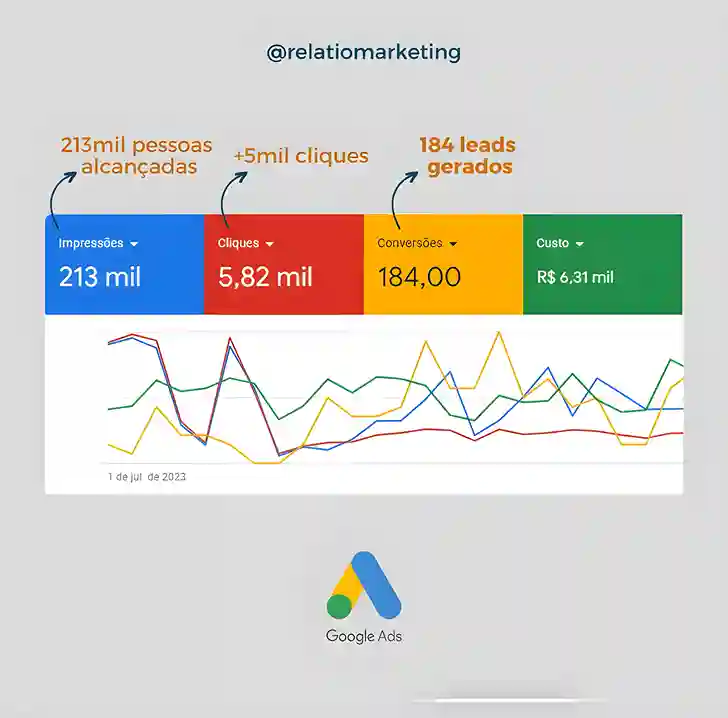 @relatiomarketing
213mil pessoas
alcançadas
+5mil cliques
184 leads
gerados
Impressões
Cliques
Conversões
Custo
213 mil
5,82 mil
184,00
R$ 6,31 mil
1 de jul de 2023
Google Ads